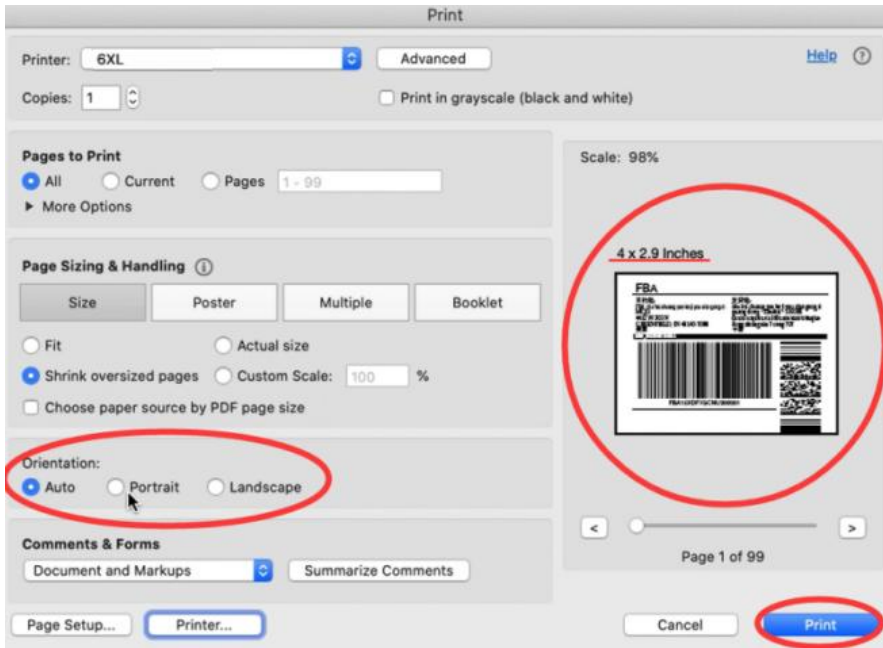 Print
Printer: 6XL Advanced Help ?
Copies: 1 Print in grayscale (black and white)
Pages to Print
All Current Pages 1 - 99
More Options
Scale: 98%
4 x 2.9 Inches
FBA
Page Sizing & Handling
Size Poster Multiple Booklet
Fit Actual size
Shrink oversized pages Custom Scale: 100 %
Choose paper source by PDF page size
Orientation:
Auto Portrait Landscape
< >
Page 1 of 99
Comments & Forms
Document and Markups Summarize Comments
Page Setup... Printer... Cancel Print